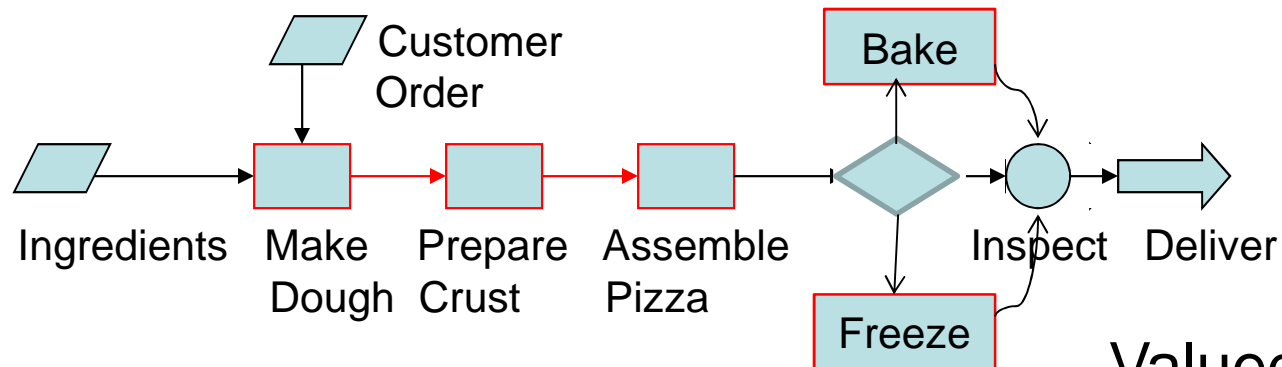 Customer
Order
Bake
Ingredients
Make
Dough
Prepare
Crust
Assemble
Pizza
Inspect
Deliver
Freeze